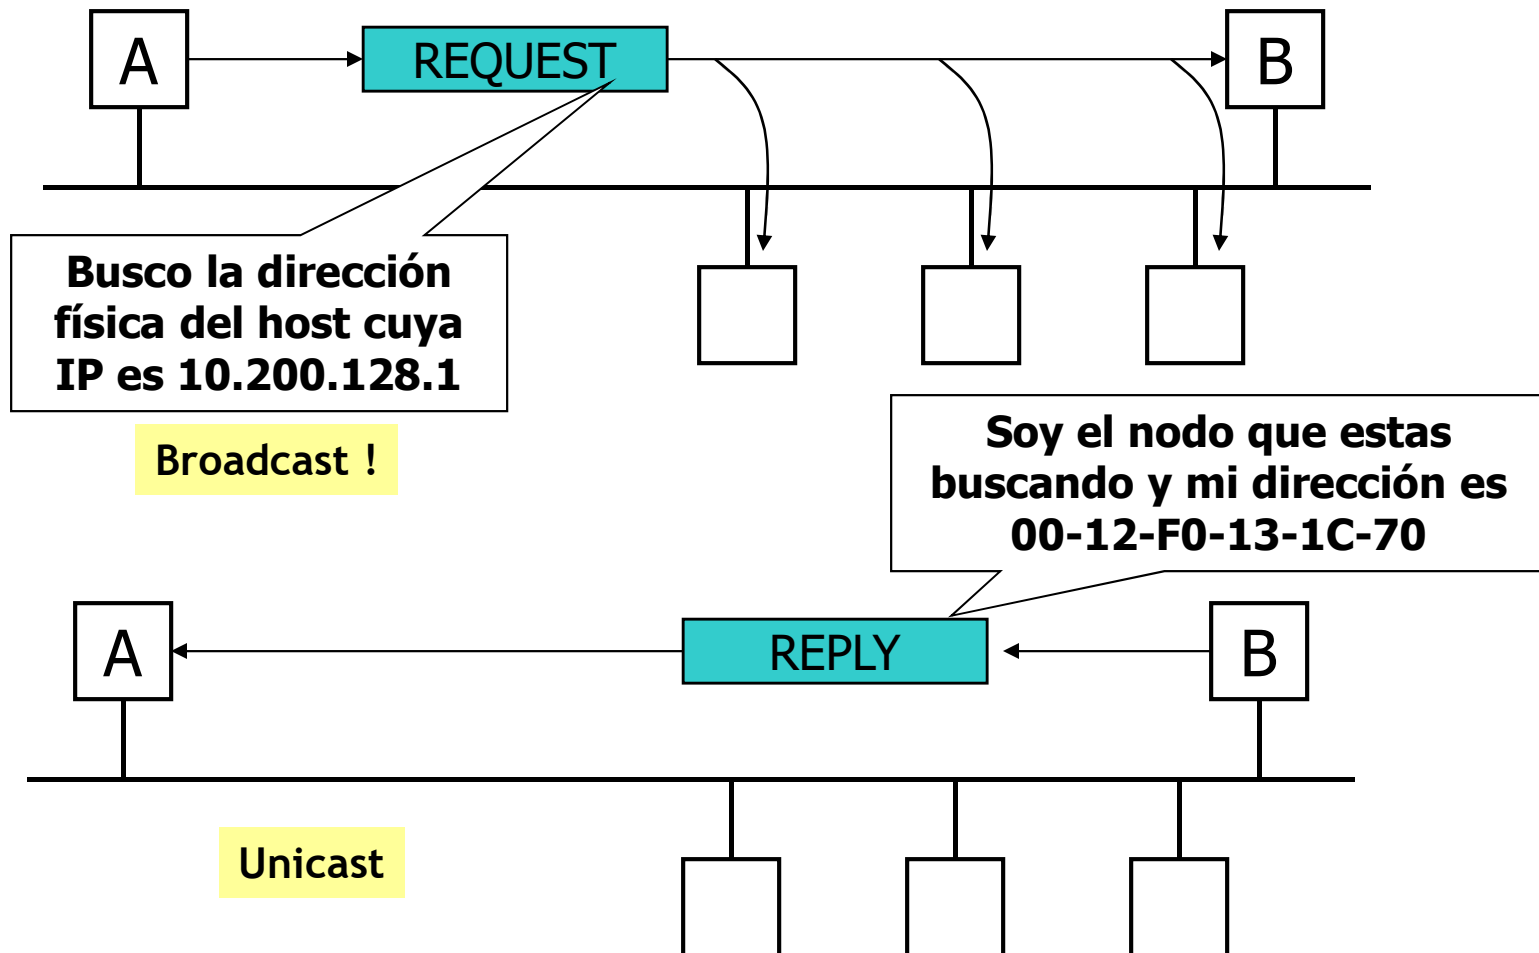 A
REQUEST
B
Busco la dirección
física del host cuya
IP es 10.200.128.1
Broadcast !
Soy el nodo que estas
buscando y mi dirección es
00-12-F0-13-1C-70
A
REPLY
B
Unicast